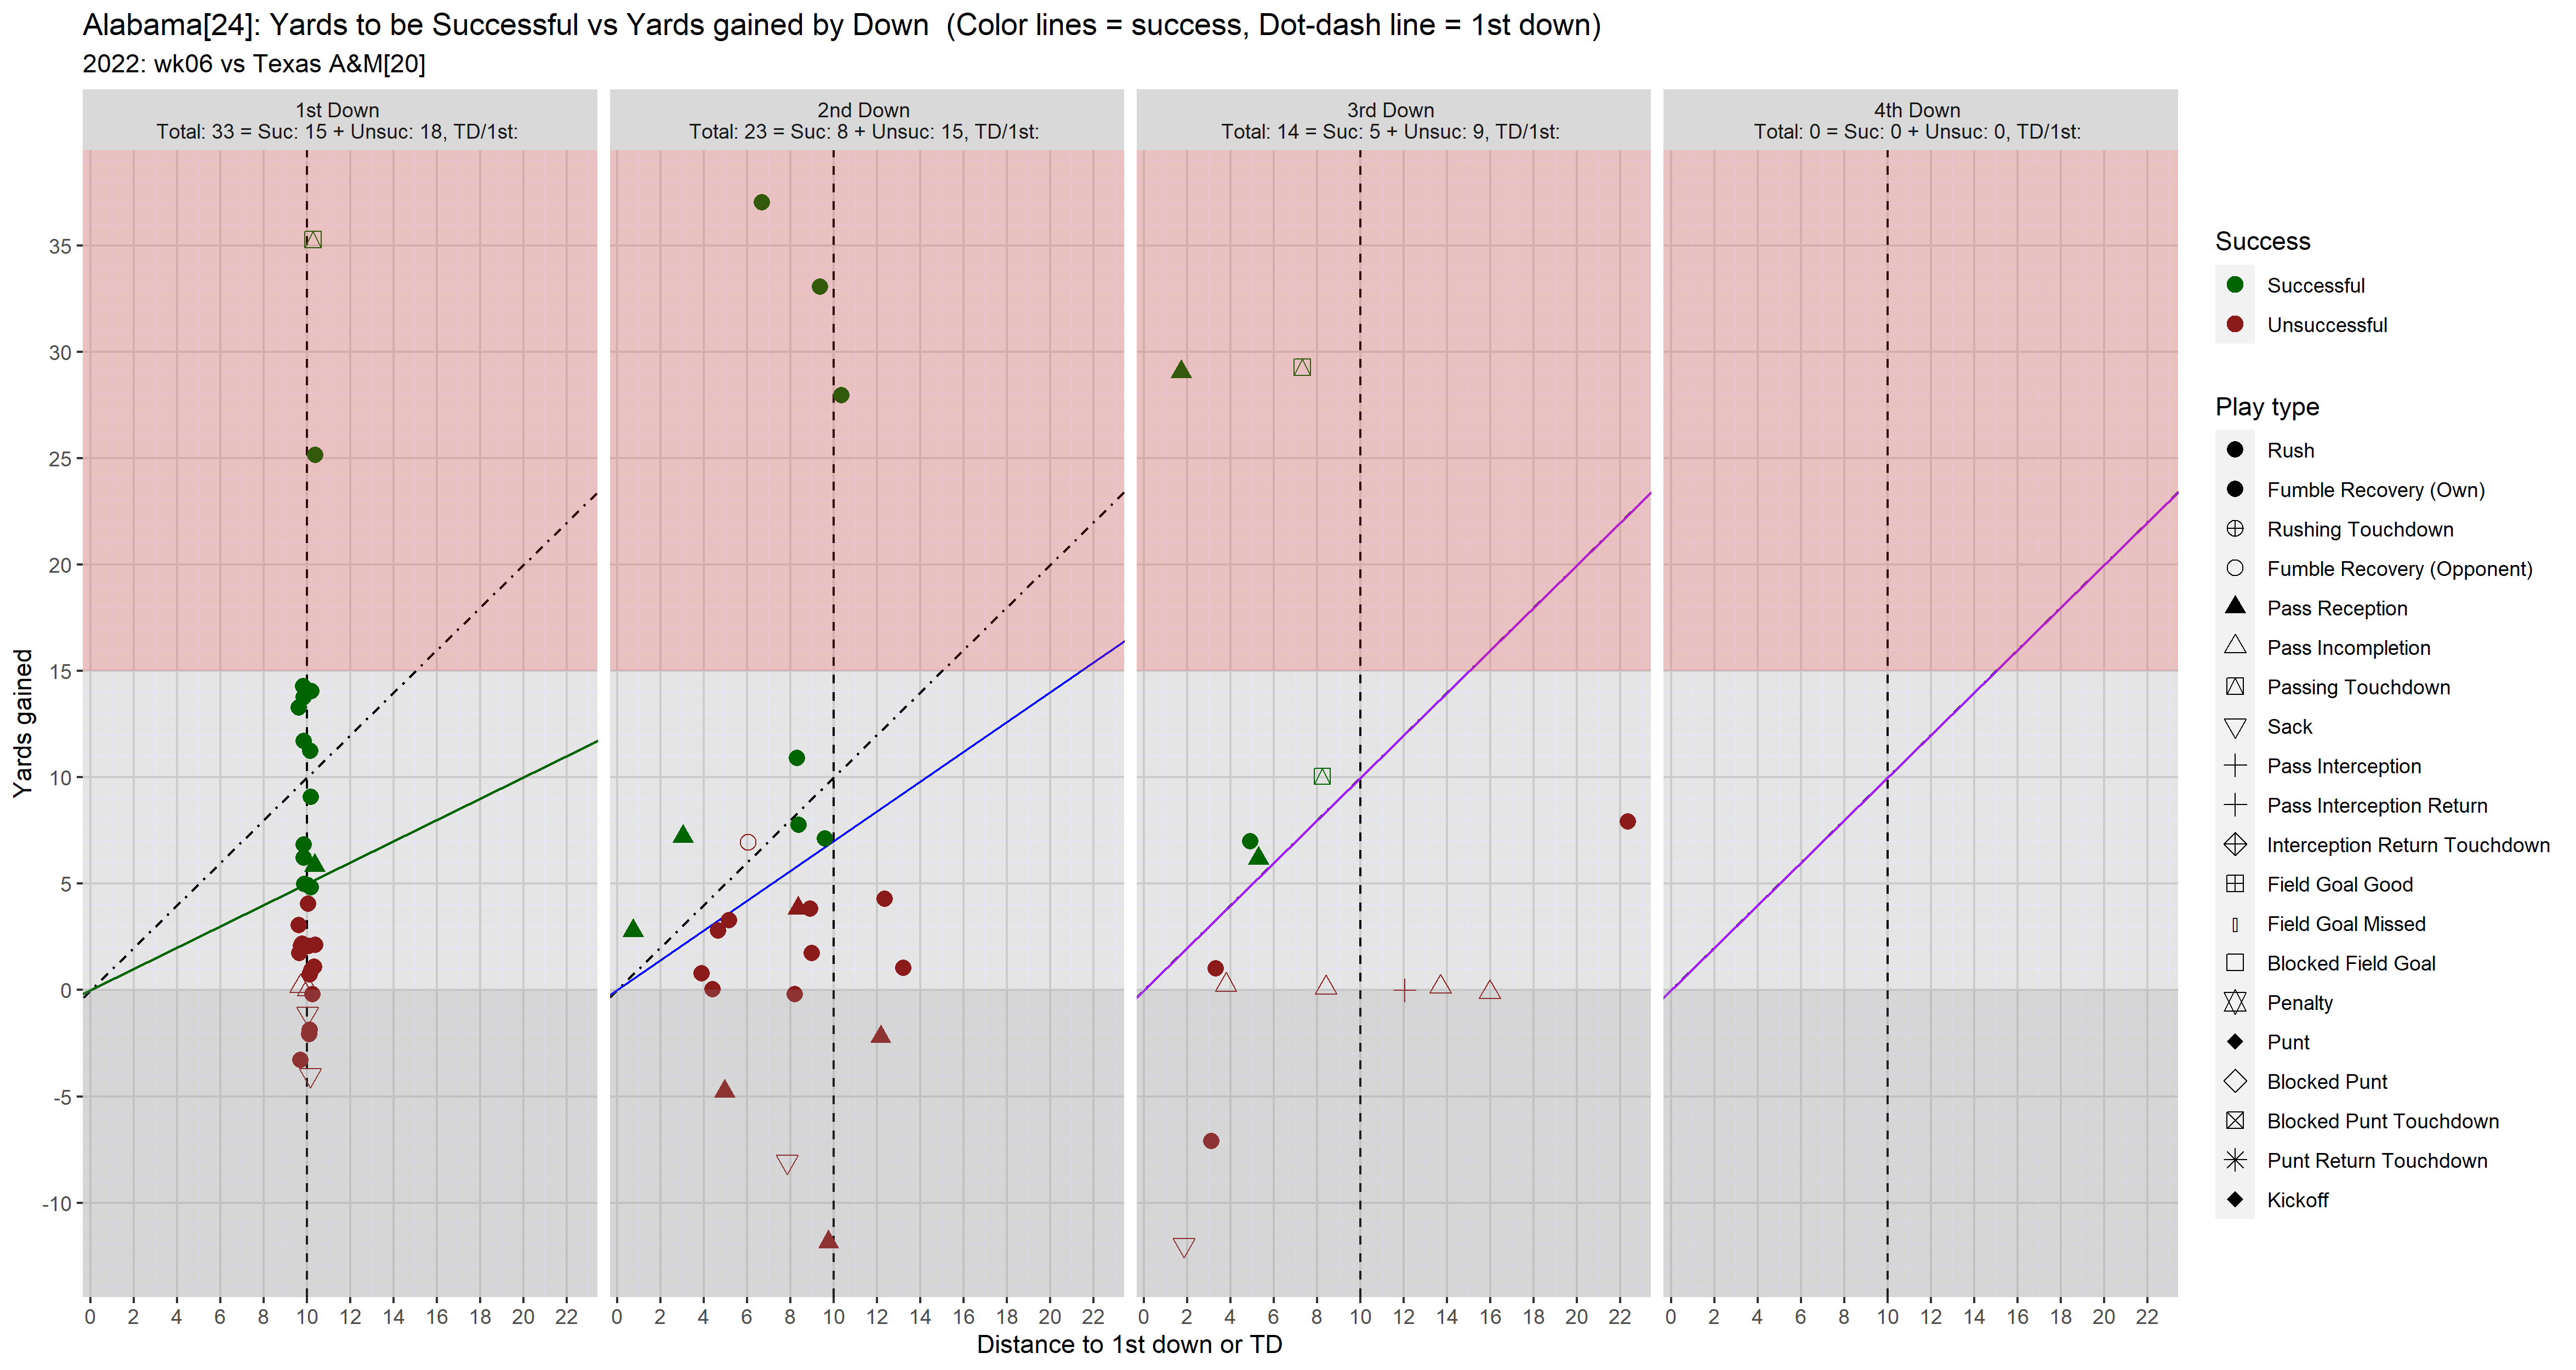 Alabama[24]: Yards to be Successful vs Yards gained by Down  (Color lines = success, Dot-dash line = 1st down)
2022: wk06 vs Texas A&M[20]
1st Down
Total: 33 = Suc: 15 + Unsuc: 18, TD/1st:
2nd Down
Total: 23 = Suc: 8 + Unsuc: 15, TD/1st:
3rd Down
Total: 14 = Suc: 5 + Unsuc: 9, TD/1st:
4th Down
Total: 0 = Suc: 0 + Unsuc: 0, TD/1st:
Yards gained
35
30
25
20
15
10
5
0
-5
-10
0 2 4 6 8 10 12 14 16 18 20 22
0 2 4 6 8 10 12 14 16 18 20 22
0 2 4 6 8 10 12 14 16 18 20 22
0 2 4 6 8 10 12 14 16 18 20 22
Distance to 1st down or TD
Success
Successful
Unsuccessful
Play type
Rush
Fumble Recovery (Own)
Rushing Touchdown
Fumble Recovery (Opponent)
Pass Reception
Pass Incompletion
Passing Touchdown
Sack
Pass Interception
Pass Interception Return
Interception Return Touchdown
Field Goal Good
Field Goal Missed
Blocked Field Goal
Penalty
Punt
Blocked Punt
Blocked Punt Touchdown
Punt Return Touchdown
Kickoff